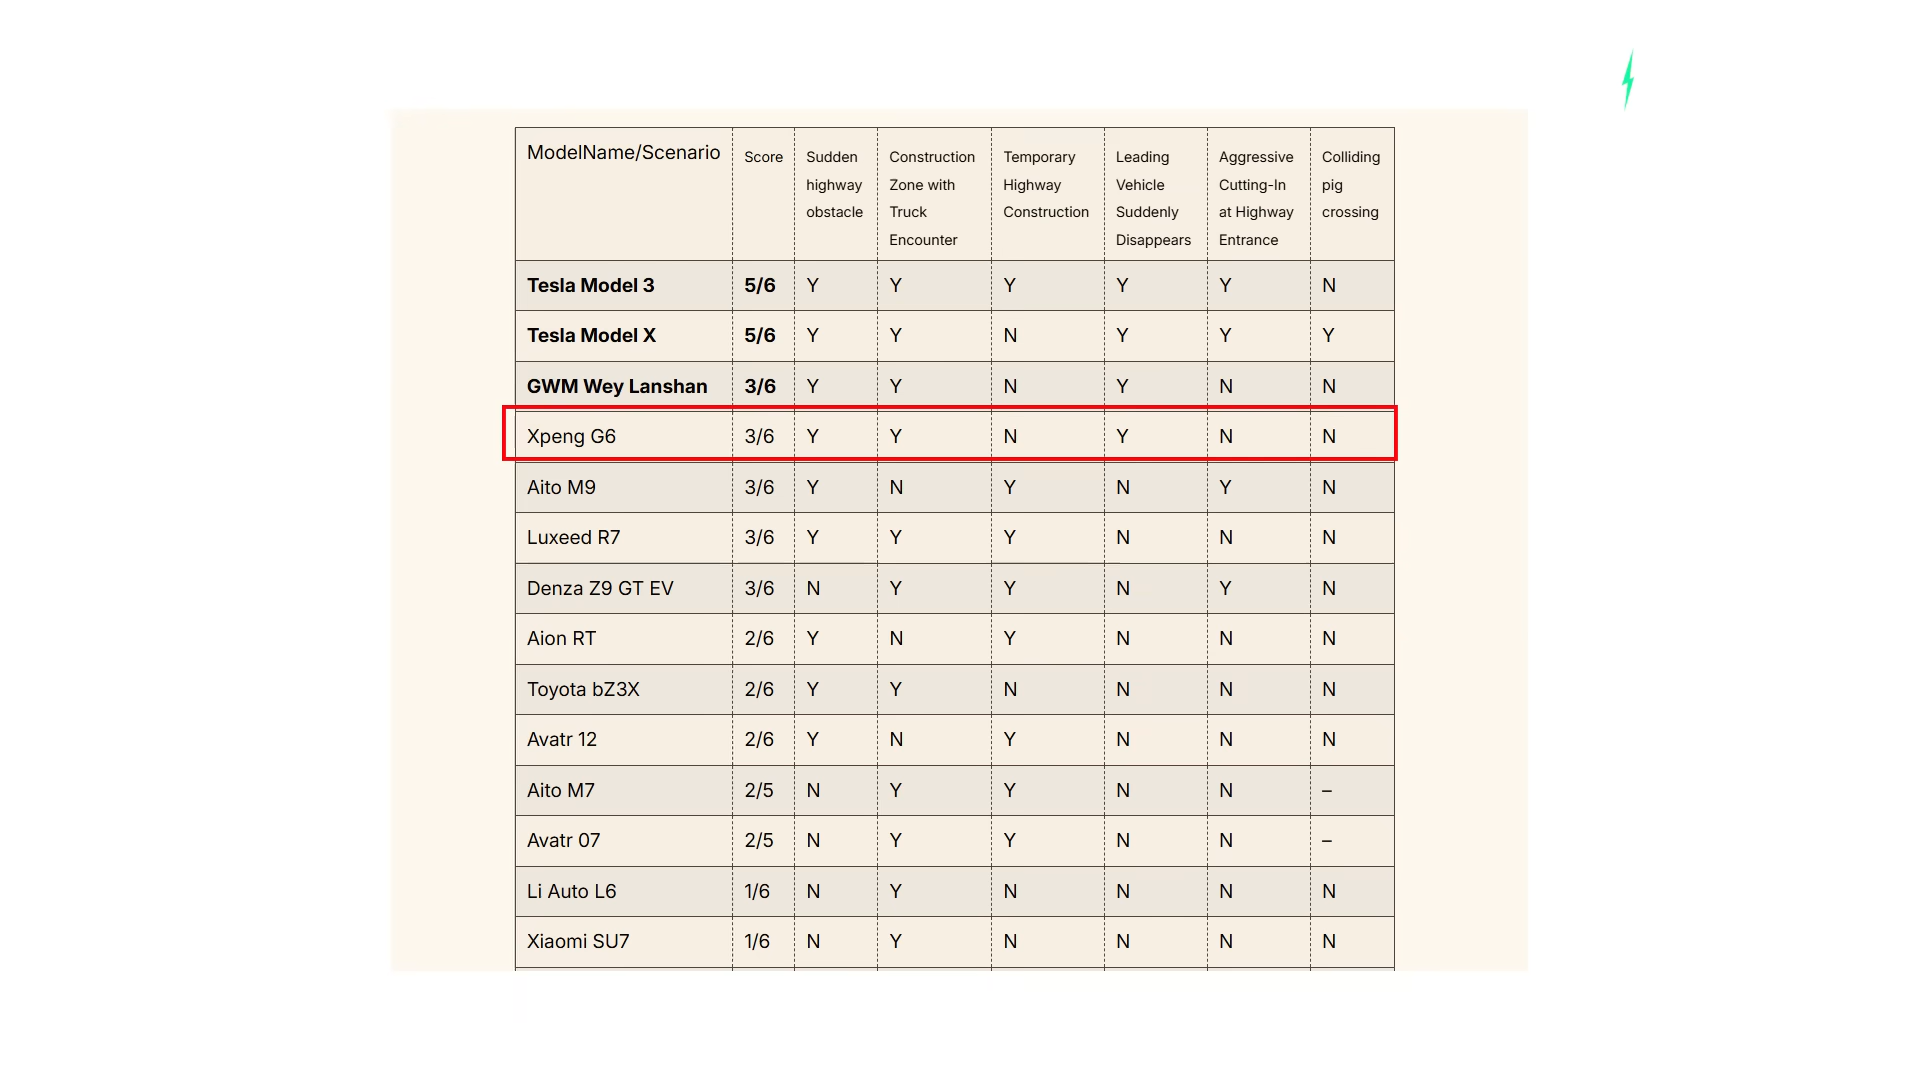 ModelName/Scenario Score Sudden highway obstacle Construction Zone with Truck Encounter Temporary Highway Construction Leading Vehicle Suddenly Disappears Aggressive Cutting-In at Highway Entrance Colliding pig crossing
Tesla Model 3 5/6 Y Y Y Y Y N
Tesla Model X 5/6 Y Y N Y Y Y
GWM Wey Lanshan 3/6 Y Y N Y N N
Xpeng G6 3/6 Y Y N Y N N
Aito M9 3/6 Y N Y N Y N
Luxeed R7 3/6 Y Y Y N N N
Denza Z9 GT EV 3/6 N Y Y N Y N
Aion RT 2/6 Y N Y N N N
Toyota bZ3X 2/6 Y Y N N N N
Avatr 12 2/6 Y N Y N N N
Aito M7 2/5 N Y Y N N –
Avatr 07 2/5 N Y Y N N –
Li Auto L6 1/6 N Y N N N N
Xiaomi SU7 1/6 N Y N N N N